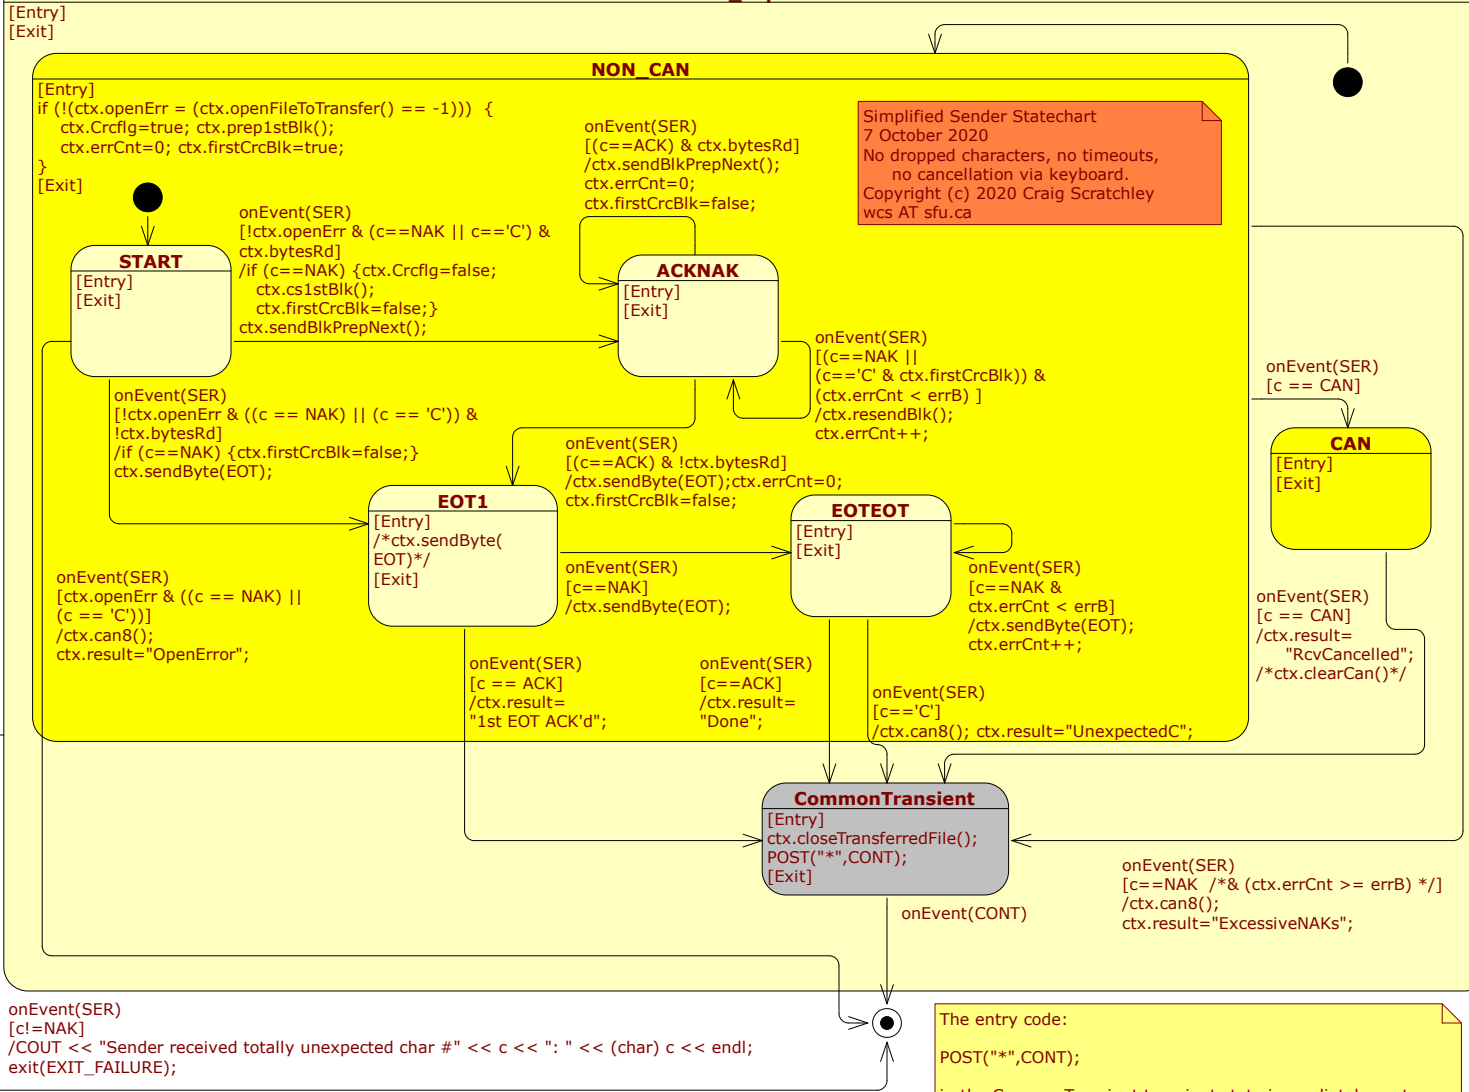 [Entry]
[Exit]
NON_CAN
[Entry]
if (!(ctx.openErr = (ctx.openFileToTransfer() == -1)))  {
ctx.Crcflg=true; ctx.prep1stBlk();
ctx.errCnt=0; ctx.firstCrcBlk=true;
}
[Exit]
onEvent(SER)
[(c==ACK) & ctx.bytesRd]
/ctx.sendBlkPrepNext();
ctx.errCnt=0;
ctx.firstCrcBlk=false;
Simplified Sender Statechart
7 October 2020
No dropped characters, no timeouts,
no cancellation via keyboard.
Copyright (c) 2020 Craig Scratchley
wcs AT sfu.ca
START
[Entry]
[Exit]
onEvent(SER)
[!ctx.openErr & (c==NAK || c=='C') &
ctx.bytesRd]
/if (c==NAK) {ctx.Crcflg=false;
ctx.cs1stBlk();
ctx.firstCrcBlk=false;}
ctx.sendBlkPrepNext();
ACKNAK
[Entry]
[Exit]
onEvent(SER)
[(c==NAK ||
(c=='C' & ctx.firstCrcBlk)) &
(ctx.errCnt < errB) ]
/ctx.resendBlk();
ctx.errCnt++;
onEvent(SER)
[c == CAN]
onEvent(SER)
[!ctx.openErr & ((c == NAK) || (c == 'C')) &
!ctx.bytesRd]
/if (c==NAK) {ctx.firstCrcBlk=false;}
ctx.sendByte(EOT);
onEvent(SER)
[(c==ACK) & !ctx.bytesRd]
/ctx.sendByte(EOT);ctx.errCnt=0;
ctx.firstCrcBlk=false;
CAN
[Entry]
[Exit]
EOT1
[Entry]
/*ctx.sendByte(
EOT)*/
[Exit]
EOTEOT
[Entry]
[Exit]
onEvent(SER)
[c==NAK]
/ctx.sendByte(EOT);
onEvent(SER)
[c==NAK &
ctx.errCnt < errB]
/ctx.sendByte(EOT);
ctx.errCnt++;
onEvent(SER)
[ctx.openErr & ((c == NAK) ||
(c == 'C'))]
/ctx.can8();
ctx.result="OpenError";
onEvent(SER)
[c == CAN]
/ctx.result=
"RcvCancelled";
/*ctx.clearCan()*/
onEvent(SER)
[c == ACK]
/ctx.result=
"1st EOT ACK'd";
onEvent(SER)
[c==ACK]
/ctx.result=
"Done";
onEvent(SER)
[c=='C']
/ctx.can8(); ctx.result="UnexpectedC";
CommonTransient
[Entry]
ctx.closeTransferredFile();
POST("*",CONT);
[Exit]
onEvent(CONT)
onEvent(SER)
[c==NAK  /*& (ctx.errCnt >= errB) */]
/ctx.can8();
ctx.result="ExcessiveNAKs";
onEvent(SER)
[c!=NAK]
/COUT << "Sender received totally unexpected char #" << c << ": " << (char) c << endl;
exit(EXIT_FAILURE);
The entry code:
POST("*",CONT);